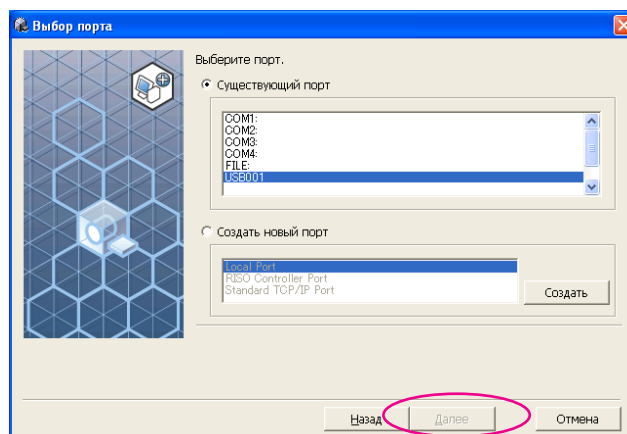 Выбор порта
Выберите порт.
Существующий порт
COM1:
COM2:
COM3:
COM4:
FILE:
USB001
Создать новый порт
Local Port
RISO Controller Port
Standard TCP/IP Port
Создать
Назад
Далее
Отмена